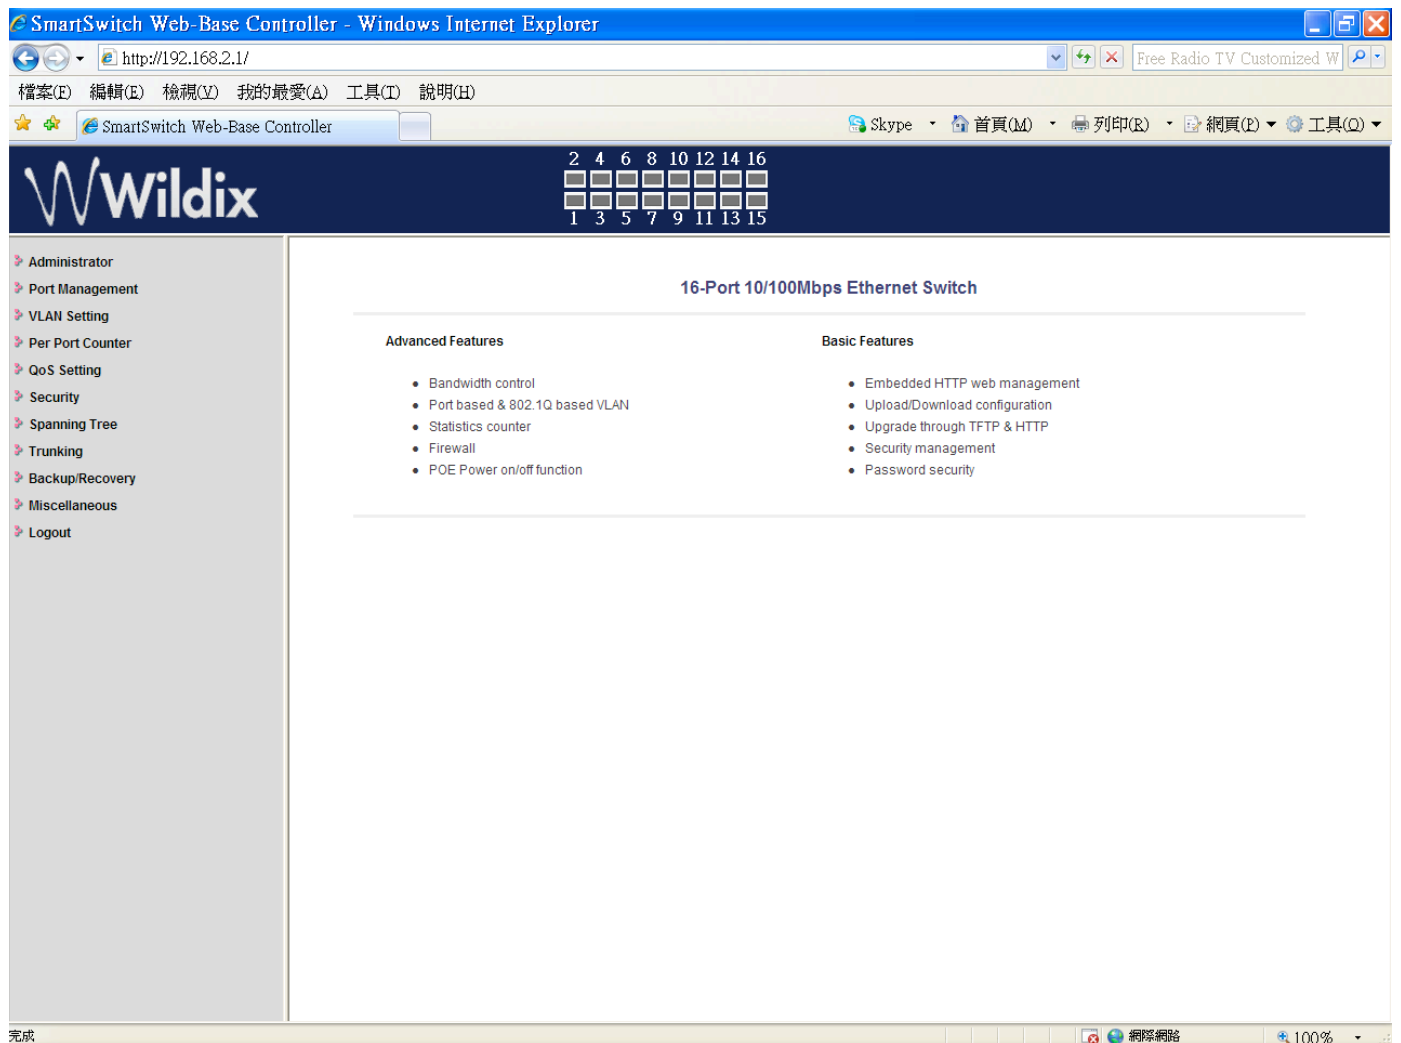 SmartSwitch Web-Base Controller - Windows Internet Explorer
http://192.168.2.1/
Free Radio TV Customized W
檔案(F) 編輯(E) 檢視(V) 我的最愛(A) 工具(T) 說明(H)
SmartSwitch Web-Base Controller
Skype 首頁(M) 列印(R) 網頁(P) 工具(O)
Wildix
2 4 6 8 10 12 14 16
1 3 5 7 9 11 13 15
Administrator
Port Management
VLAN Setting
Per Port Counter
QoS Setting
Security
Spanning Tree
Trunking
Backup/Recovery
Miscellaneous
Logout
16-Port 10/100Mbps Ethernet Switch
Advanced Features
Bandwidth control
Port based & 802.1Q based VLAN
Statistics counter
Firewall
POE Power on/off function
Basic Features
Embedded HTTP web management
Upload/Download configuration
Upgrade through TFTP & HTTP
Security management
Password security
完成
網際網路
100%